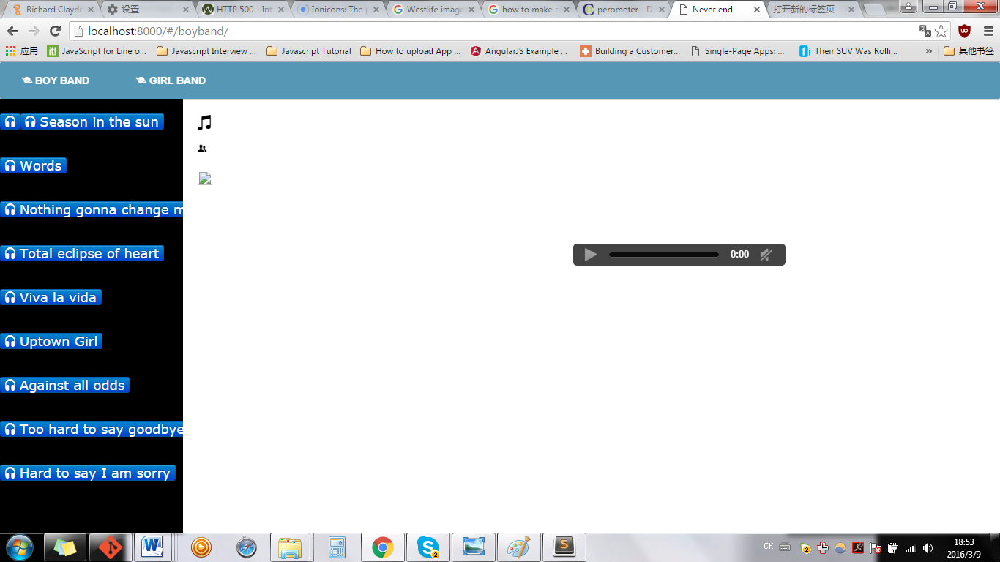 Richard Clayde
设置
HTTP 500 - Int
Ionicons: The p
Westlife image
how to make a
perometer - D
Never end
打开新的标签页
localhost:8000/#/boyband/
应用
JavaScript for Line o...
Javascript Interview ...
Javascript Tutorial
How to upload App ...
AngularJS Example ...
Building a Customer...
Single-Page Apps: ...
Their SUV Was Rolli...
»
其他书签
BOY BAND
GIRL BAND
Season in the sun
Words
Nothing gonna change m
Total eclipse of heart
Viva la vida
Uptown Girl
Against all odds
Too hard to say goodbye
Hard to say I am sorry
0:00
CH
18:53
2016/3/9